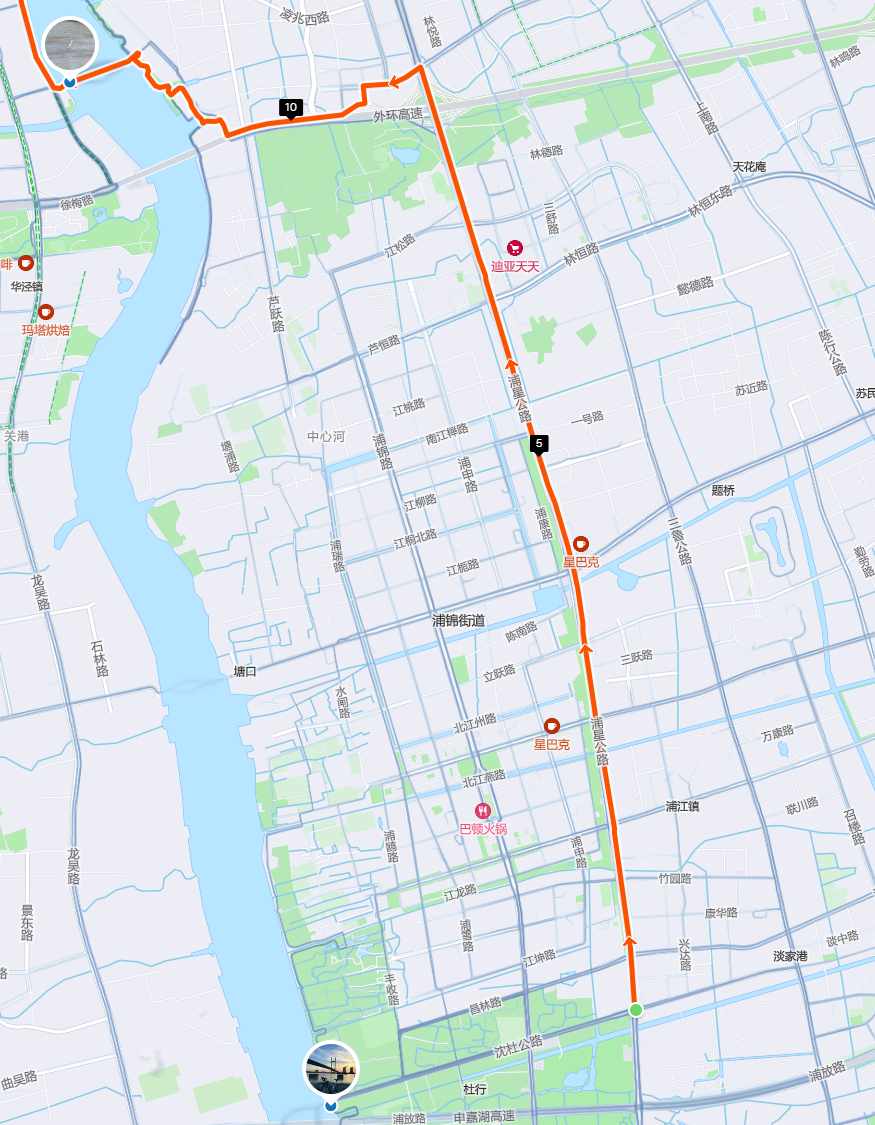 凌兆西路
林悦路
林鸣路
10
外环高速
上南路
林德路
天花庵
徐梅路
三舒路
林恒东路
江松路
林恒路
啡
迪亚天天
华泾镇
懿德路
芦跃路
玛塔烘焙
芦恒路
陈行公路
浦星公路
苏近路
苏民
江桃路
一号路
关港
中心河
南江桦路
5
塘浦路
浦锦路
浦申路
题桥
江柳路
浦康路
三鲁公路
江桐北路
浦瑞路
星巴克
勤劳路
江栀路
龙吴路
浦锦街道
陈南路
石林路
三跃路
塘口
立跃路
水闸路
北江州路
浦星公路
万康路
星巴克
北江燕路
浦江镇
联川路
巴顿火锅
召楼路
浦鸥路
浦申路
龙吴路
竹园路
江龙路
景东路
康华路
浦雪路
兴达路
谈中路
路
江坤路
淡家港
丰收路
昌林路
沈杜公路
曲吴路
浦放路
杜行
浦放路
申嘉湖高速